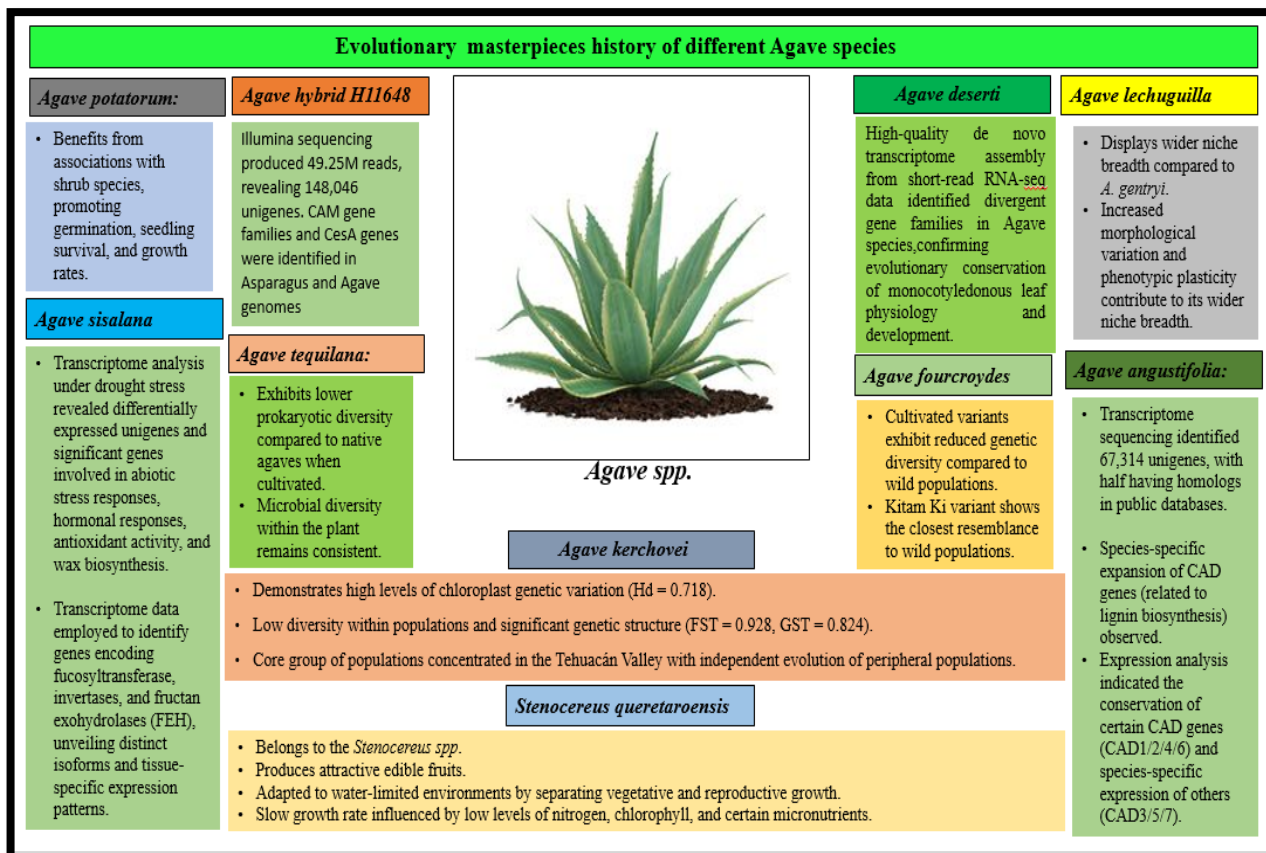 Evolutionary masterpieces history of different Agave species
Agave potatorum:
• Benefits from
associations with
shrub species,
promoting
germination, seedling
survival, and growth
rates.
Agave sisalana
• Transcriptome analysis
under drought stress
revealed differentially
expressed unigenes and
significant genes
involved in abiotic
stress responses,
hormonal responses,
antioxidant activity, and
wax biosynthesis.
• Transcriptome data
employed to identify
genes encoding
fucosyltransferase,
invertases, and fructan
exohydrolases (FEH),
unveiling distinct
isoforms and tissue-
specific expression
patterns.
Agave hybrid H11648
Illumina sequencing
produced 49.25M reads,
revealing 148,046
unigenes. CAM gene
families and CesA genes
were identified in
Asparagus and Agave
genomes
Agave tequilana:
• Exhibits lower
prokaryotic diversity
compared to native
agaves when
cultivated.
• Microbial diversity
within the plant
remains consistent.
Agave spp.
Agave deserti
High-quality de novo
transcriptome assembly
from short-read RNA-seq
data identified divergent
gene families in Agave
species,confirming
evolutionary conservation
of monocotyledonous leaf
physiology and
development.
Agave fourcroydes
• Cultivated variants
exhibit reduced genetic
diversity compared to
wild populations.
• Kitam Ki variant shows
the closest resemblance
to wild populations.
Agave lechuguilla
• Displays wider niche
breadth compared to
A. gentryi.
• Increased
morphological
variation and
phenotypic plasticity
contribute to its wider
niche breadth.
Agave angustifolia:
• Transcriptome
sequencing identified
67,314 unigenes, with
half having homologs
in public databases.
• Species-specific
expansion of CAD
genes (related to
lignin biosynthesis)
observed.
• Expression analysis
indicated the
conservation of
certain CAD genes
(CAD1/2/4/6) and
species-specific
expression of others
(CAD3/5/7).
Agave kerchovei
• Demonstrates high levels of chloroplast genetic variation (Hd = 0.718).
• Low diversity within populations and significant genetic structure (FST = 0.928, GST = 0.824).
• Core group of populations concentrated in the Tehuacán Valley with independent evolution of peripheral populations.
Stenocereus queretaroensis
• Belongs to the Stenocereus spp.
• Produces attractive edible fruits.
• Adapted to water-limited environments by separating vegetative and reproductive growth.
• Slow growth rate influenced by low levels of nitrogen, chlorophyll, and certain micronutrients.